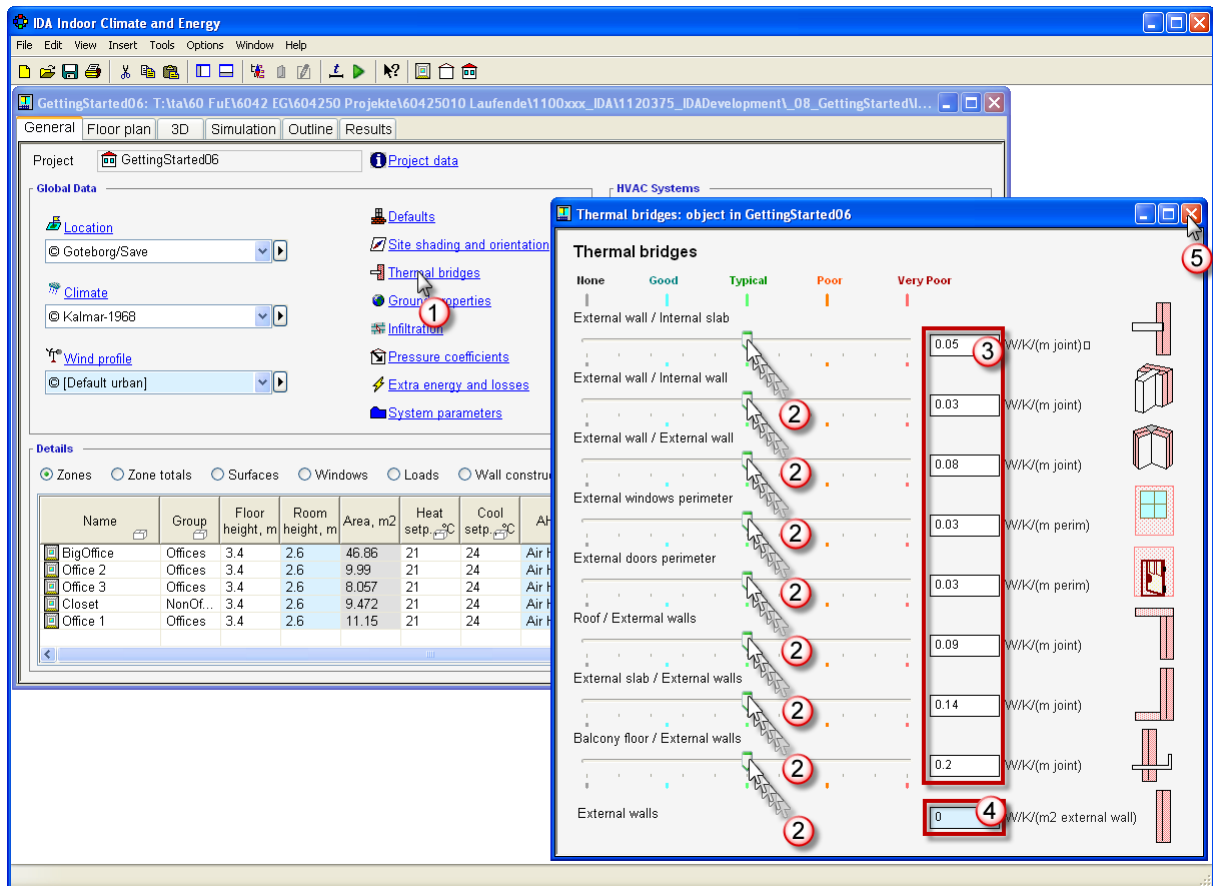 IDA Indoor Climate and Energy
File Edit View Insert Tools Options Window Help
GettingStarted06: T:\ta\60 FuE\6042 EG\604250 Projekte\60425010 Laufende\1100xxx_IDA\1120375_IDADevelopment\_08_GettingStarted\I...
General Floor plan 3D Simulation Outline Results
Project GettingStarted06 Project data
Global Data
HVAC Systems
Location
© Goteborg/Save
Climate
© Kalmar-1968
Wind profile
© [Default urban]
Defaults
Site shading and orientation
Thermal bridges
1
Ground properties
Infiltration
Pressure coefficients
Extra energy and losses
System parameters
Details
Zones Zone totals Surfaces Windows Loads Wall constru
Name Group Floor height, m Room height, m Area, m2 Heat setp. °C Cool setp. °C AH
BigOffice Offices 3.4 2.6 46.86 21 24 Air H
Office 2 Offices 3.4 2.6 9.99 21 24 Air H
Office 3 Offices 3.4 2.6 8.057 21 24 Air H
Closet NonOf... 3.4 2.6 9.472 21 24 Air H
Office 1 Offices 3.4 2.6 11.15 21 24 Air H
Thermal bridges: object in GettingStarted06
5
Thermal bridges
None Good Typical Poor Very Poor
External wall / Internal slab
0.05 3 W/K/(m joint)
External wall / Internal wall
2 0.03 W/K/(m joint)
External wall / External wall
2 0.08 W/K/(m joint)
External windows perimeter
2 0.03 W/K/(m perim)
External doors perimeter
2 0.03 W/K/(m perim)
Roof / Extermal walls
2 0.09 W/K/(m joint)
External slab / External walls
2 0.14 W/K/(m joint)
Balcony floor / External walls
2 0.2 W/K/(m joint)
External walls
2 0 4 W/K/(m2 external wall)